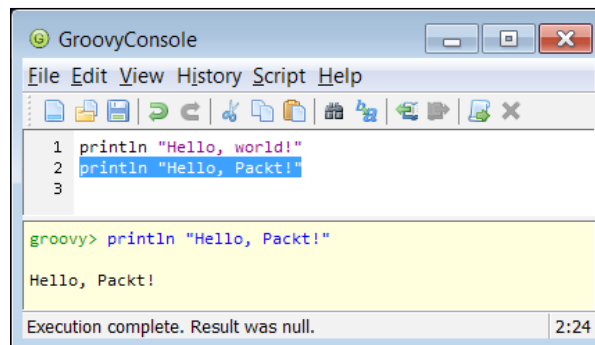 GroovyConsole
File Edit View History Script Help
1 println "Hello, world!"
2 println "Hello, Packt!"
3
groovy> println "Hello, Packt!"
Hello, Packt!
Execution complete. Result was null. 2:24